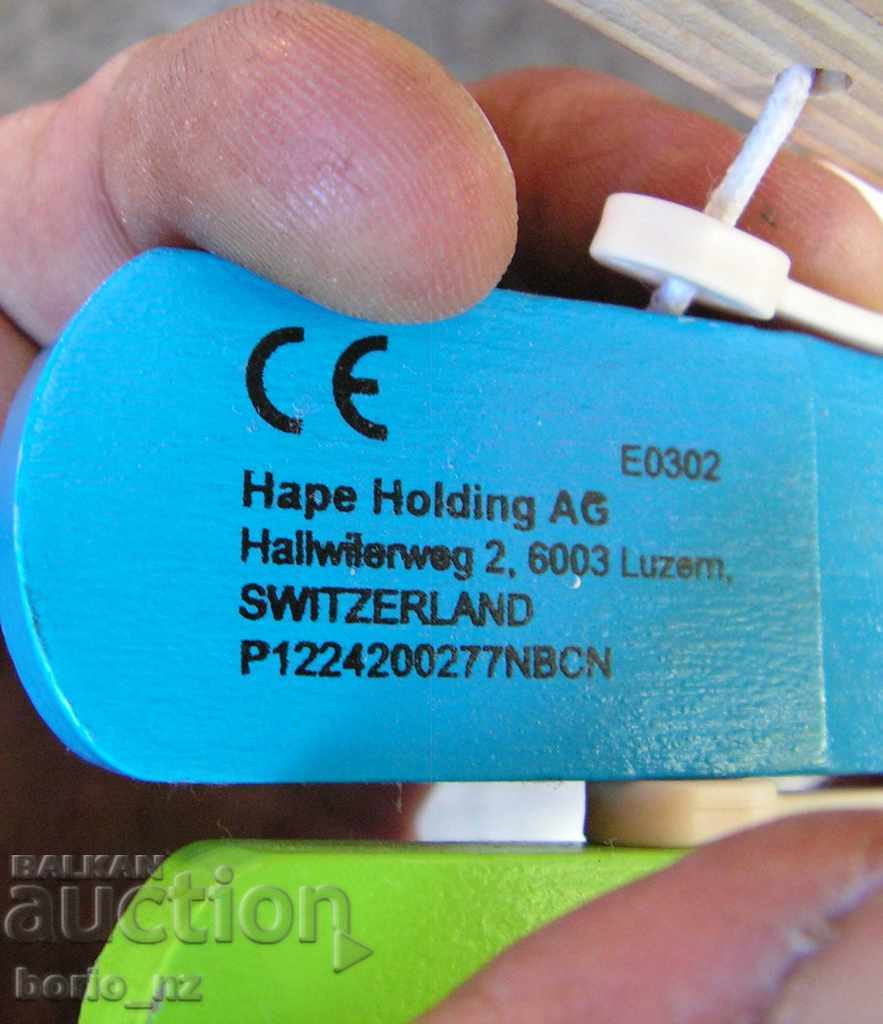 CE
E0302
Hape Holding AG
Hallwilerweg 2, 6003 Luzern,
SWITZERLAND
P1224200277NBCN
BALKAN
auction
borio_nz